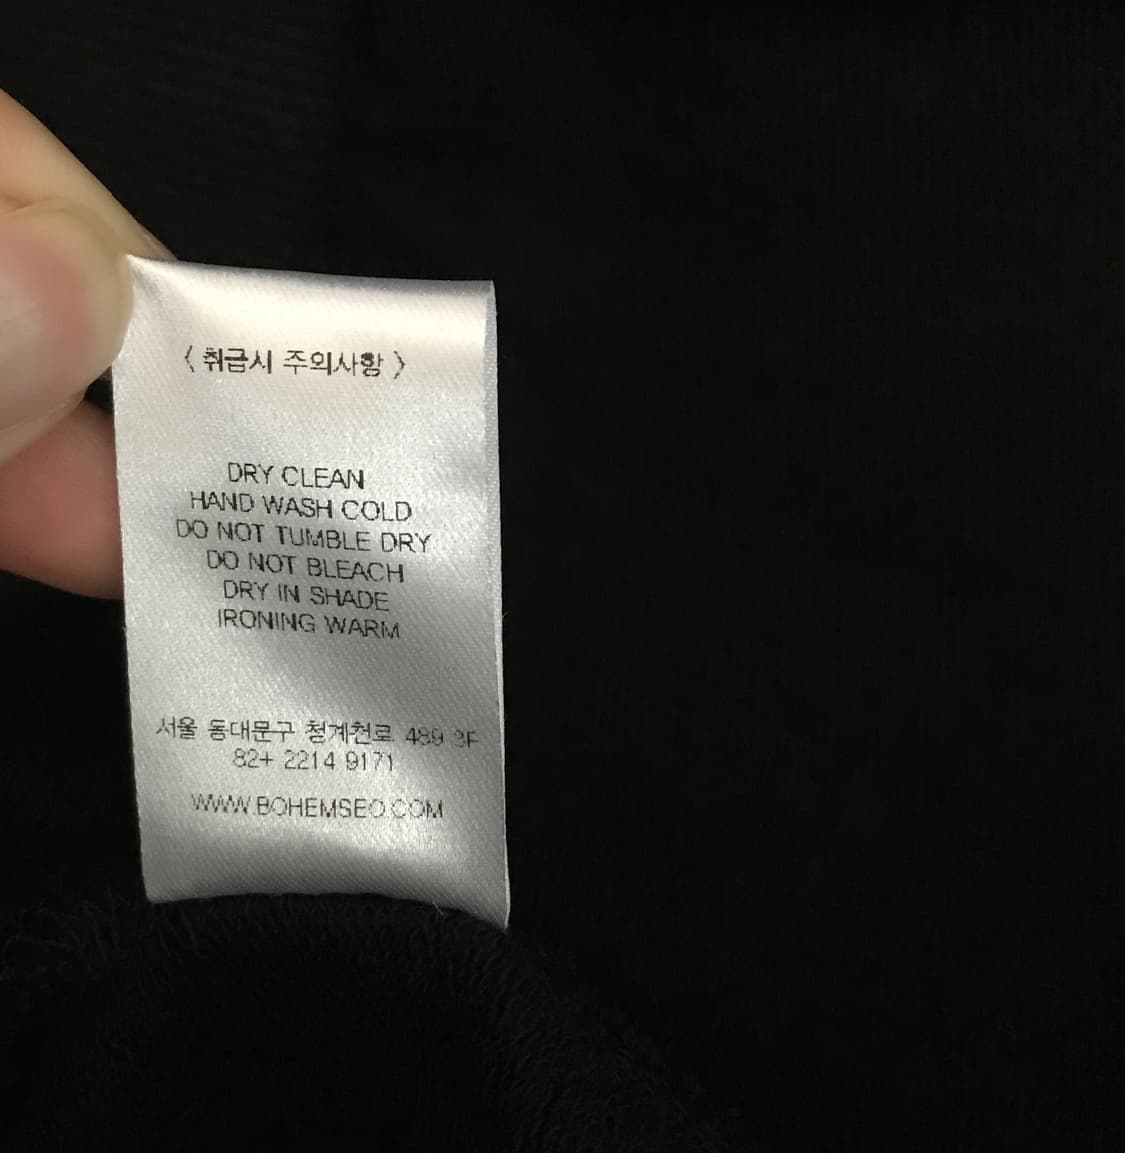 〈 취급시 주의사항 〉
DRY CLEAN
HAND WASH COLD
DO NOT TUMBLE DRY
DO NOT BLEACH
DRY IN SHADE
IRONING WARM
서울 동대문구 청계천로 489 3F
82+ 2214 9171
WWW.BOHEMSEO.COM